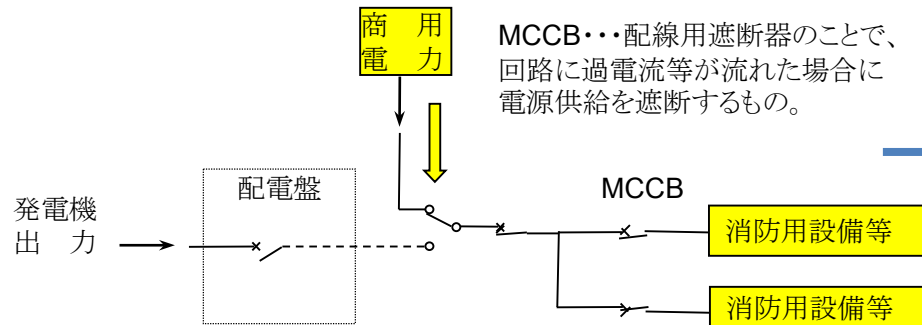 商　用
電　力
MCCB・・・配線用遮断器のことで、
回路に過電流等が流れた場合に
電源供給を遮断するもの。
配電盤
MCCB
発電機
出　力
消防用設備等
消防用設備等